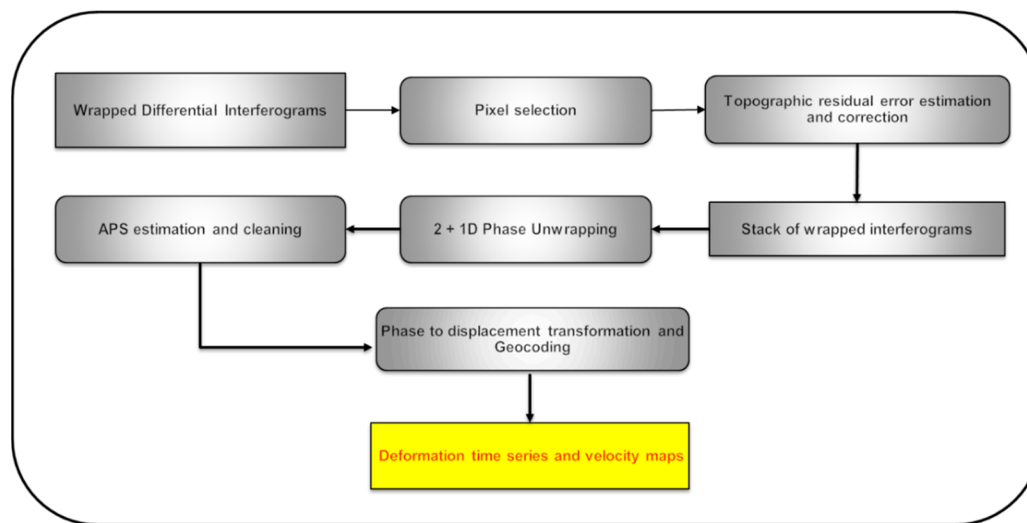 Wrapped Differential Interferograms
Pixel selection
Topographic residual error estimation
and correction
Stack of wrapped interferograms
2 + 1D Phase Unwrapping
APS estimation and cleaning
Phase to displacement transformation and
Geocoding
Deformation time series and velocity maps